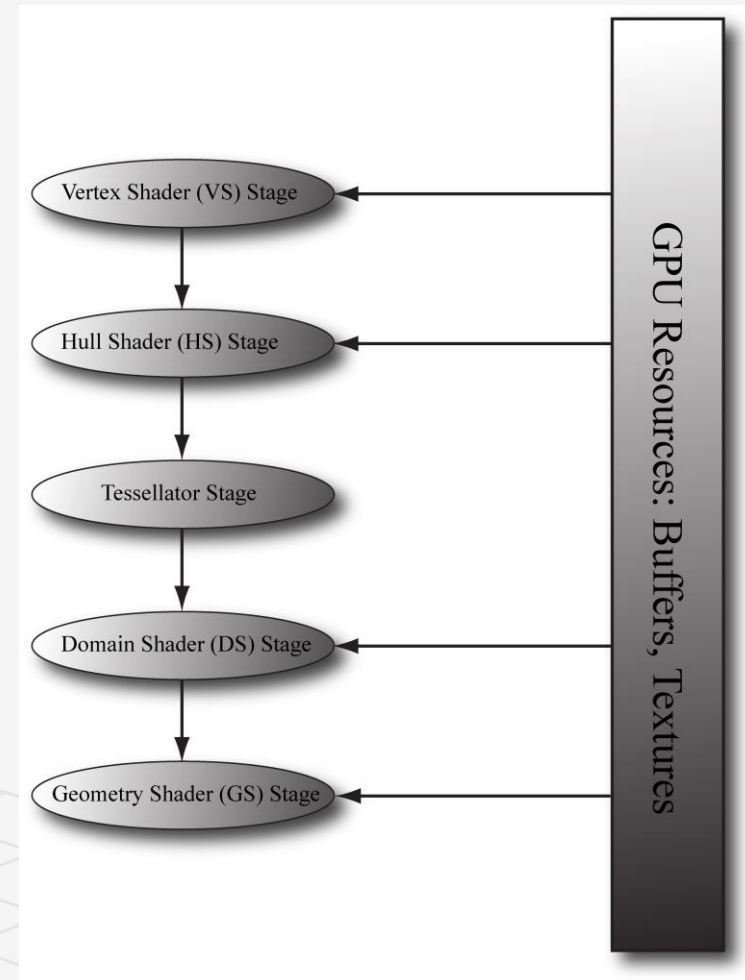 Vertex Shader (VS) Stage
Hull Shader (HS) Stage
Tessellator Stage
Domain Shader (DS) Stage
Geometry Shader (GS) Stage
GPU Resources: Buffers, Textures